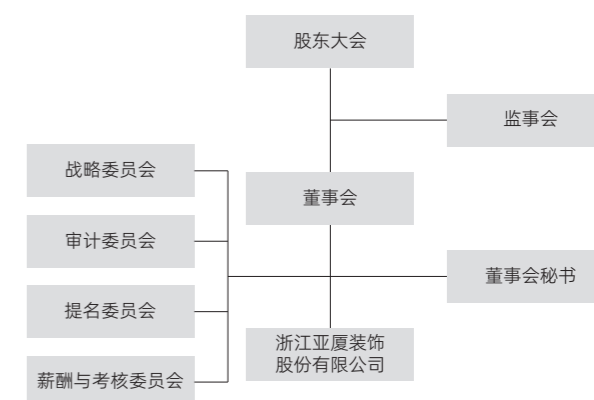 股东大会
监事会
战略委员会
董事会
审计委员会
董事会秘书
提名委员会
浙江亚厦装饰
股份有限公司
薪酬与考核委员会